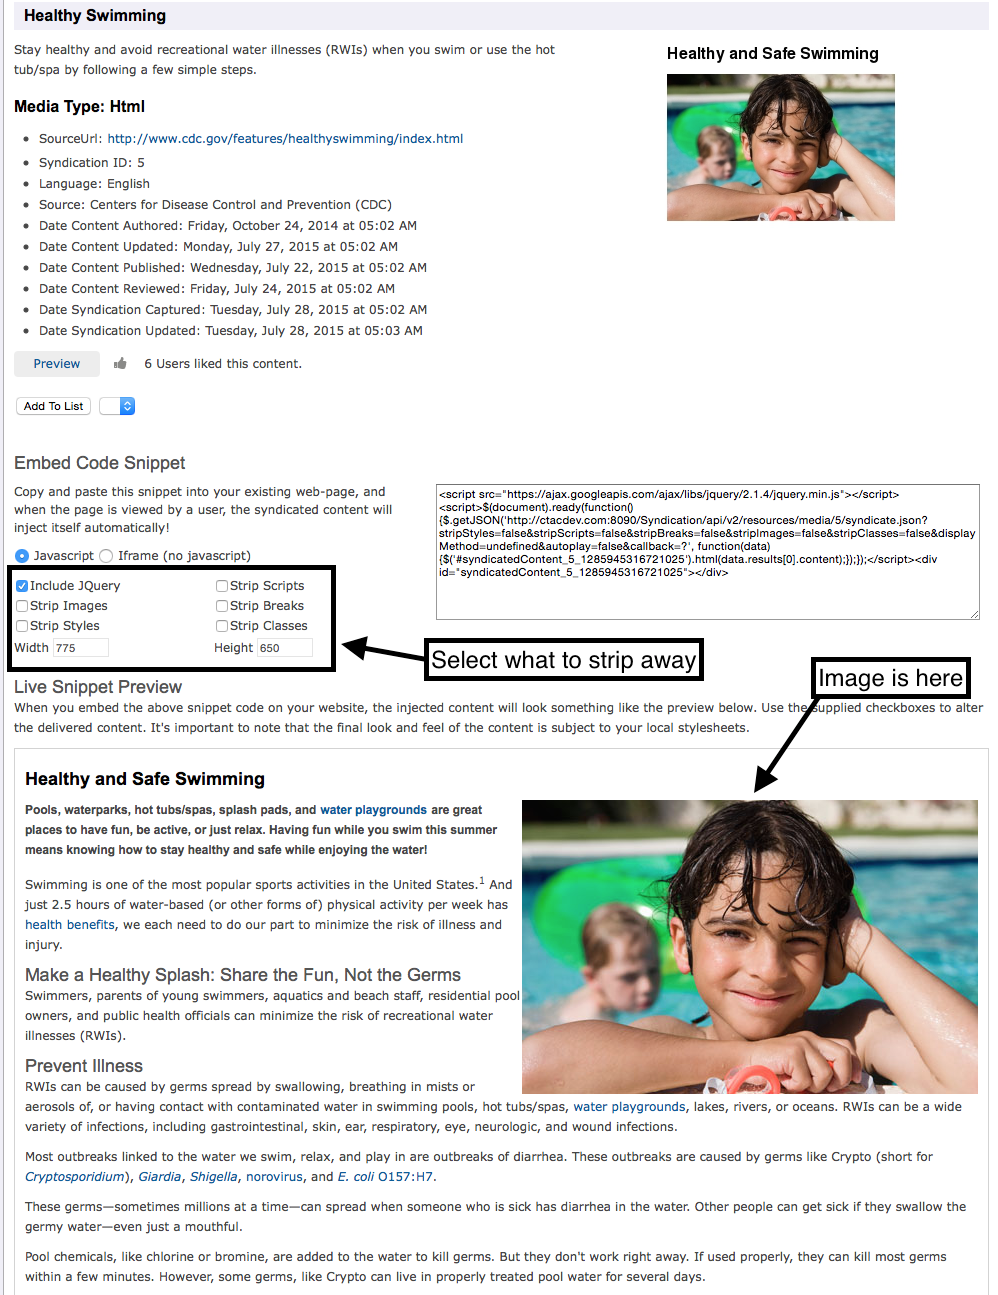 Healthy Swimming
Stay healthy and avoid recreational water illnesses (RWIs) when you swim or use the hot
tub/spa by following a few simple steps.
Healthy and Safe Swimming
Media Type: Html
SourceUrl: http://www.cdc.gov/features/healthyswimming/index.html
Syndication ID: 5
Language: English
Source: Centers for Disease Control and Prevention (CDC)
Date Content Authored: Friday, October 24, 2014 at 05:02 AM
Date Content Updated: Monday, July 27, 2015 at 05:02 AM
Date Content Published: Wednesday, July 22, 2015 at 05:02 AM
Date Content Reviewed: Friday, July 24, 2015 at 05:02 AM
Date Syndication Captured: Tuesday, July 28, 2015 at 05:02 AM
Date Syndication Updated: Tuesday, July 28, 2015 at 05:03 AM
Preview 6 Users liked this content.
Add To List
Embed Code Snippet
Copy and paste this snippet into your existing web-page, and
when the page is viewed by a user, the syndicated content will
inject itself automatically!
Javascript Iframe (no javascript)
<script src="https://ajax.googleapis.com/ajax/libs/jquery/2.1.4/jquery.min.js"></script>
<script>$(document).ready(function()
{$.getJSON('http://ctacdev.com:8090/Syndication/api/v2/resources/media/5/syndicate.json?
stripStyles=false&stripScripts=false&stripBreaks=false&stripImages=false&stripClasses=false&display
Method=undefined&autoplay=false&callback=?', function(data)
{$('#syndicatedContent_5_1285945316721025').html(data.results[0].content);});});</script><div
id="syndicatedContent_5_1285945316721025"></div>
Include JQuery Strip Scripts
Strip Images Strip Breaks
Strip Styles Strip Classes
Width 775 Height 650
Select what to strip away
Image is here
Live Snippet Preview
When you embed the above snippet code on your website, the injected content will look something like the preview below. Use the supplied checkboxes to alter
the delivered content. It's important to note that the final look and feel of the content is subject to your local stylesheets.
Healthy and Safe Swimming
Pools, waterparks, hot tubs/spas, splash pads, and water playgrounds are great
places to have fun, be active, or just relax. Having fun while you swim this summer
means knowing how to stay healthy and safe while enjoying the water!
Swimming is one of the most popular sports activities in the United States.1 And
just 2.5 hours of water-based (or other forms of) physical activity per week has
health benefits, we each need to do our part to minimize the risk of illness and
injury.
Make a Healthy Splash: Share the Fun, Not the Germs
Swimmers, parents of young swimmers, aquatics and beach staff, residential pool
owners, and public health officials can minimize the risk of recreational water
illnesses (RWIs).
Prevent Illness
RWIs can be caused by germs spread by swallowing, breathing in mists or
aerosols of, or having contact with contaminated water in swimming pools, hot tubs/spas, water playgrounds, lakes, rivers, or oceans. RWIs can be a wide
variety of infections, including gastrointestinal, skin, ear, respiratory, eye, neurologic, and wound infections.
Most outbreaks linked to the water we swim, relax, and play in are outbreaks of diarrhea. These outbreaks are caused by germs like Crypto (short for
Cryptosporidium), Giardia, Shigella, norovirus, and E. coli O157:H7.
These germs—sometimes millions at a time—can spread when someone who is sick has diarrhea in the water. Other people can get sick if they swallow the
germy water—even just a mouthful.
Pool chemicals, like chlorine or bromine, are added to the water to kill germs. But they don't work right away. If used properly, they can kill most germs
within a few minutes. However, some germs, like Crypto can live in properly treated pool water for several days.